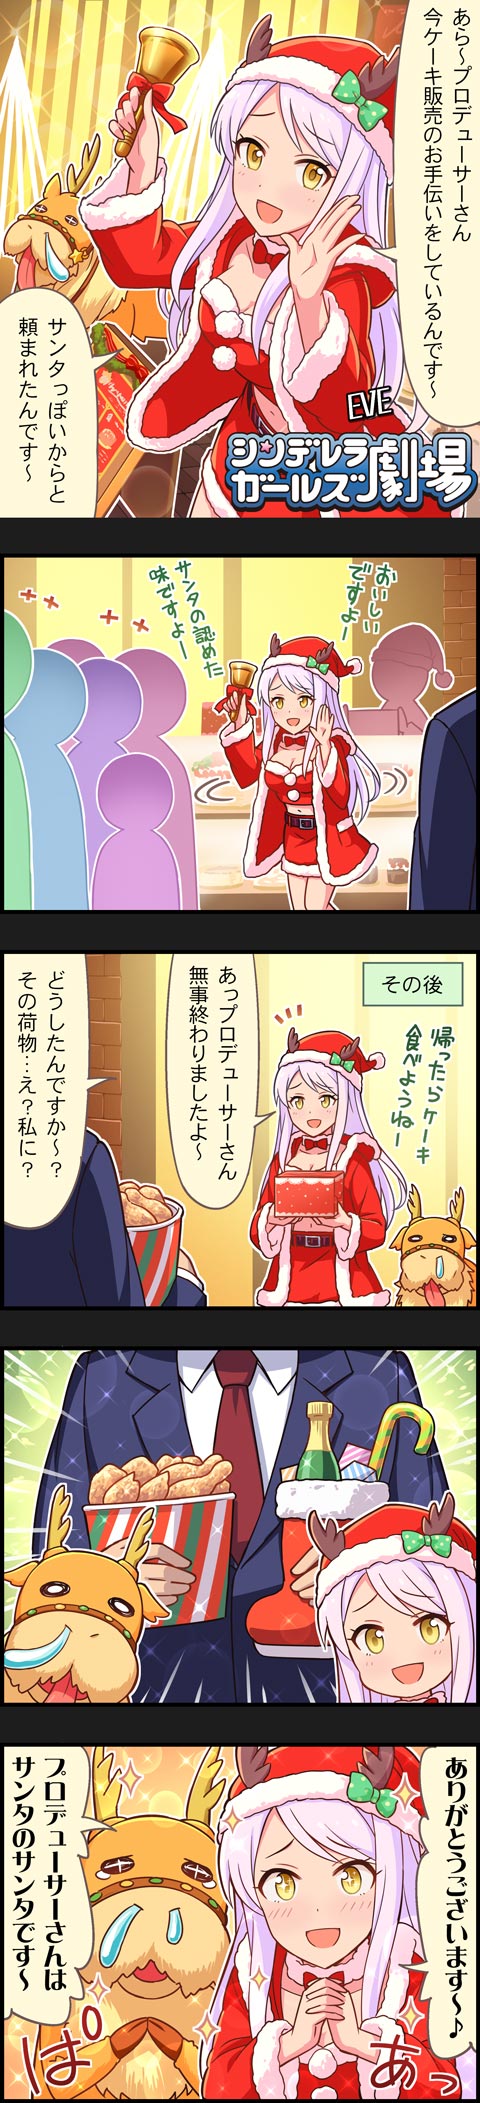 あら～プロデューサーさん
今ケーキ販売のお手伝いをしているんです～
サンタっぽいからと
頼まれたんです～
EVE
シンデレラ
ガールズ劇場
おいしい
ですよー
サンタの認めた
味ですよー
その後
帰ったらケーキ
食べようねー
あっプロデューサーさん
無事終わりましたよ～
どうしたんですか～？
その荷物…え？私に？
ありがとうございます～♪
プロデューサーさんは
サンタのサンタです～
ぱあっ